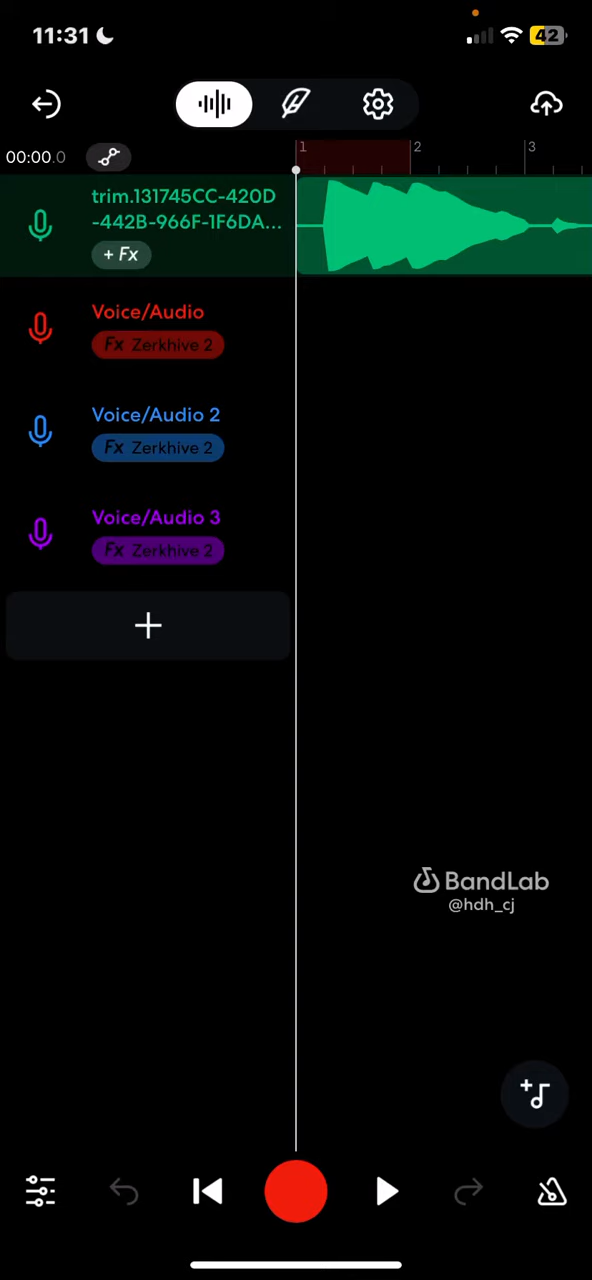 11:31
42
1
2
3
00:00.0
trim.131745CC-420D
-442B-966F-1F6DA...
+ Fx
Voice/Audio
Fx Zerkhive 2
Voice/Audio 2
Fx Zerkhive 2
Voice/Audio 3
Fx Zerkhive 2
BandLab
@hdh_cj